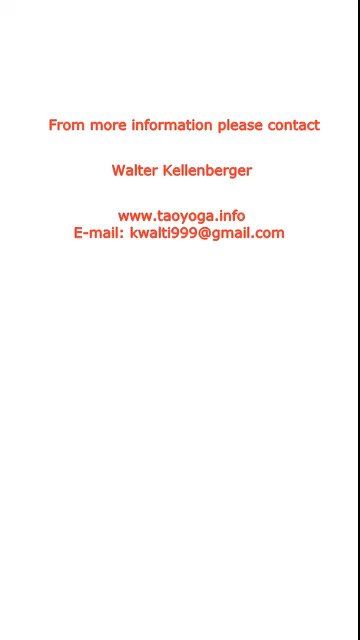 From more information please contact
Walter Kellenberger
www.taoyoga.info
E-mail: kwalti999@gmail.com